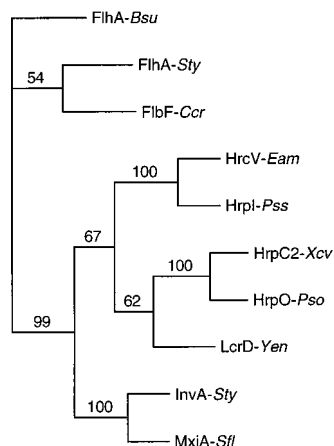 FlhA-Bsu
FlhA-Sty
54
FlbF-Ccr
HrcV-Eam
100
HrpI-Pss
67
HrpC2-Xcv
100
HrpO-Pso
62
LcrD-Yen
99
InvA-Sty
100
MxiA-Sfl